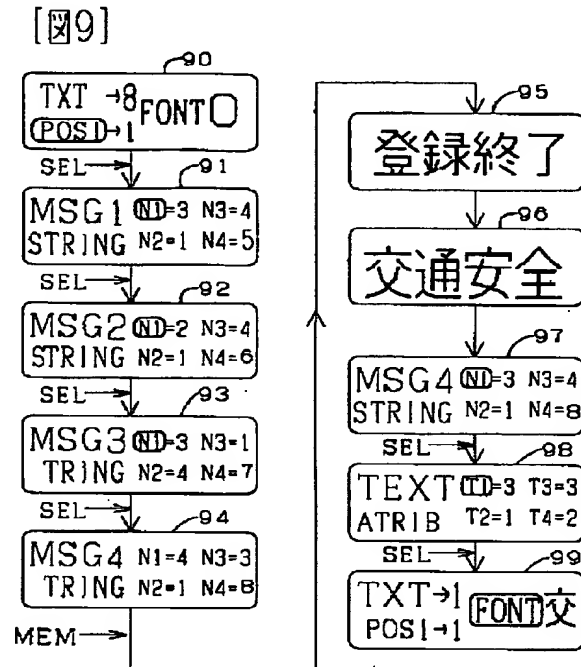 [図9]
90
TXT →8 FONT 〇
POSI→1
SEL→
91
MSG1 N1=3 N3=4
STRING N2=1 N4=5
SEL→
92
MSG2 N1=2 N3=4
STRING N2=1 N4=6
SEL→
93
MSG3 N1=3 N3=1
TRING N2=4 N4=7
SEL→
94
MSG4 N1=4 N3=3
TRING N2=1 N4=8
MEM→
95
登録終了
96
交通安全
97
MSG4 N1=3 N3=4
STRING N2=1 N4=8
SEL→
98
TEXT T1=3 T3=3
ATRIB T2=1 T4=2
SEL→
99
TXT→1 FONT 交
POSI→1